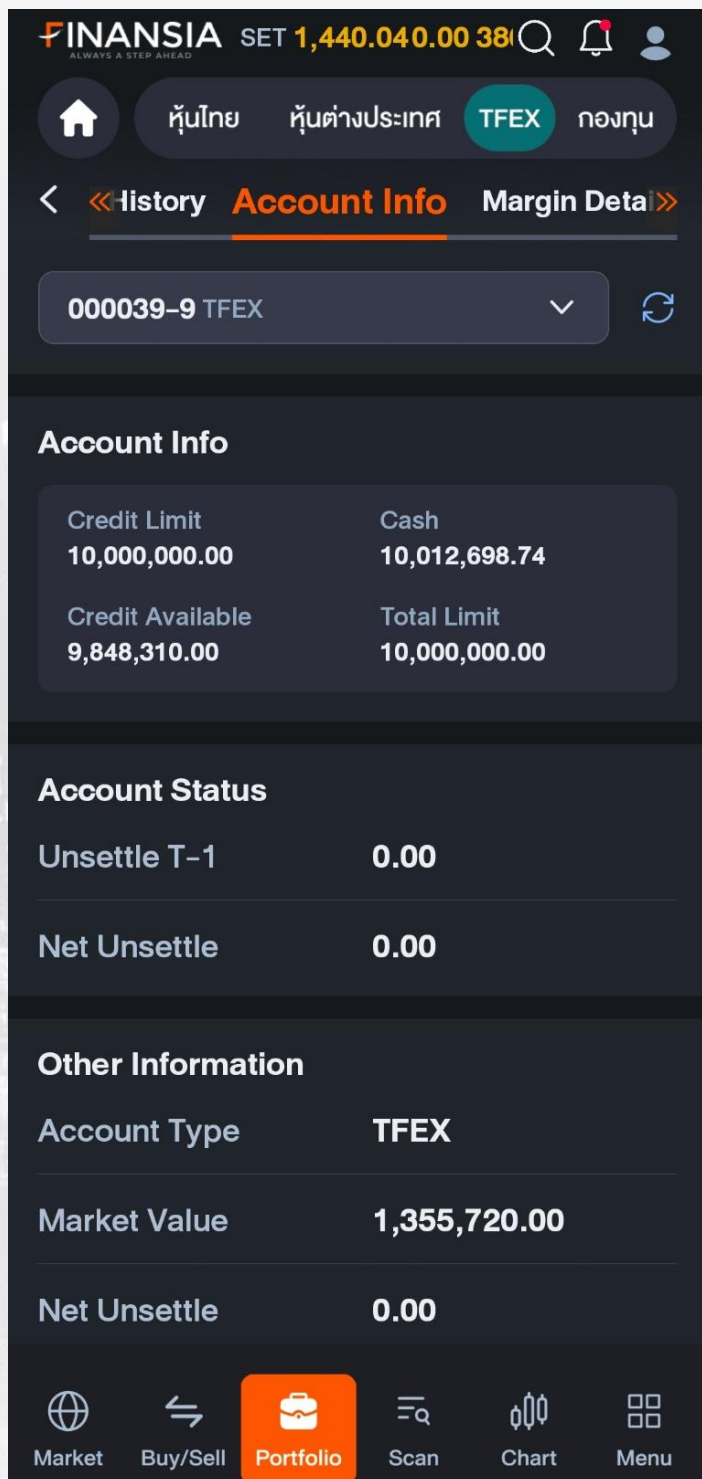 FINANSIA SET 1,440.04 0.00 38
ALWAYS A STEP AHEAD
หุ้นไทย หุ้นต่างประเทศ TFEX กองทุน
History Account Info Margin Detai
000039-9 TFEX
Account Info
Credit Limit Cash
10,000,000.00 10,012,698.74
Credit Available Total Limit
9,848,310.00 10,000,000.00
Account Status
Unsettle T-1 0.00
Net Unsettle 0.00
Other Information
Account Type TFEX
Market Value 1,355,720.00
Net Unsettle 0.00
Market Buy/Sell Portfolio Scan Chart Menu